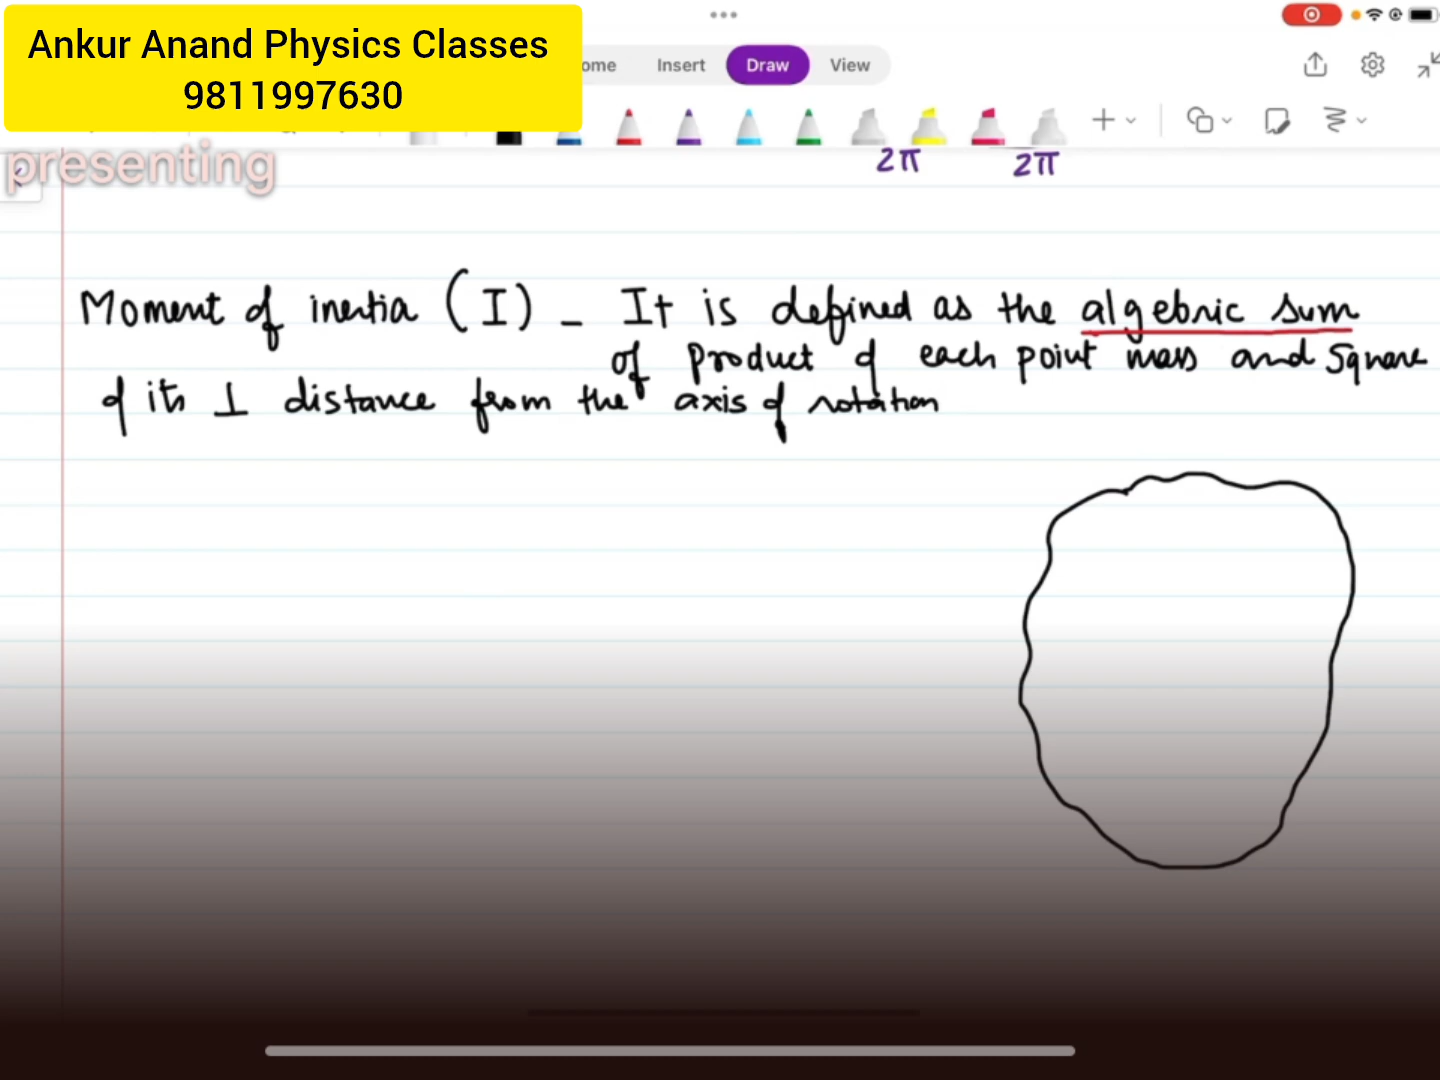 Ankur Anand Physics Classes
9811997630
ome Insert Draw View
presenting
2π 2π
Moment of inertia (I) - It is defined as the algebric sum
of product of each point mass and square
of its ⊥ distance from the axis of rotation